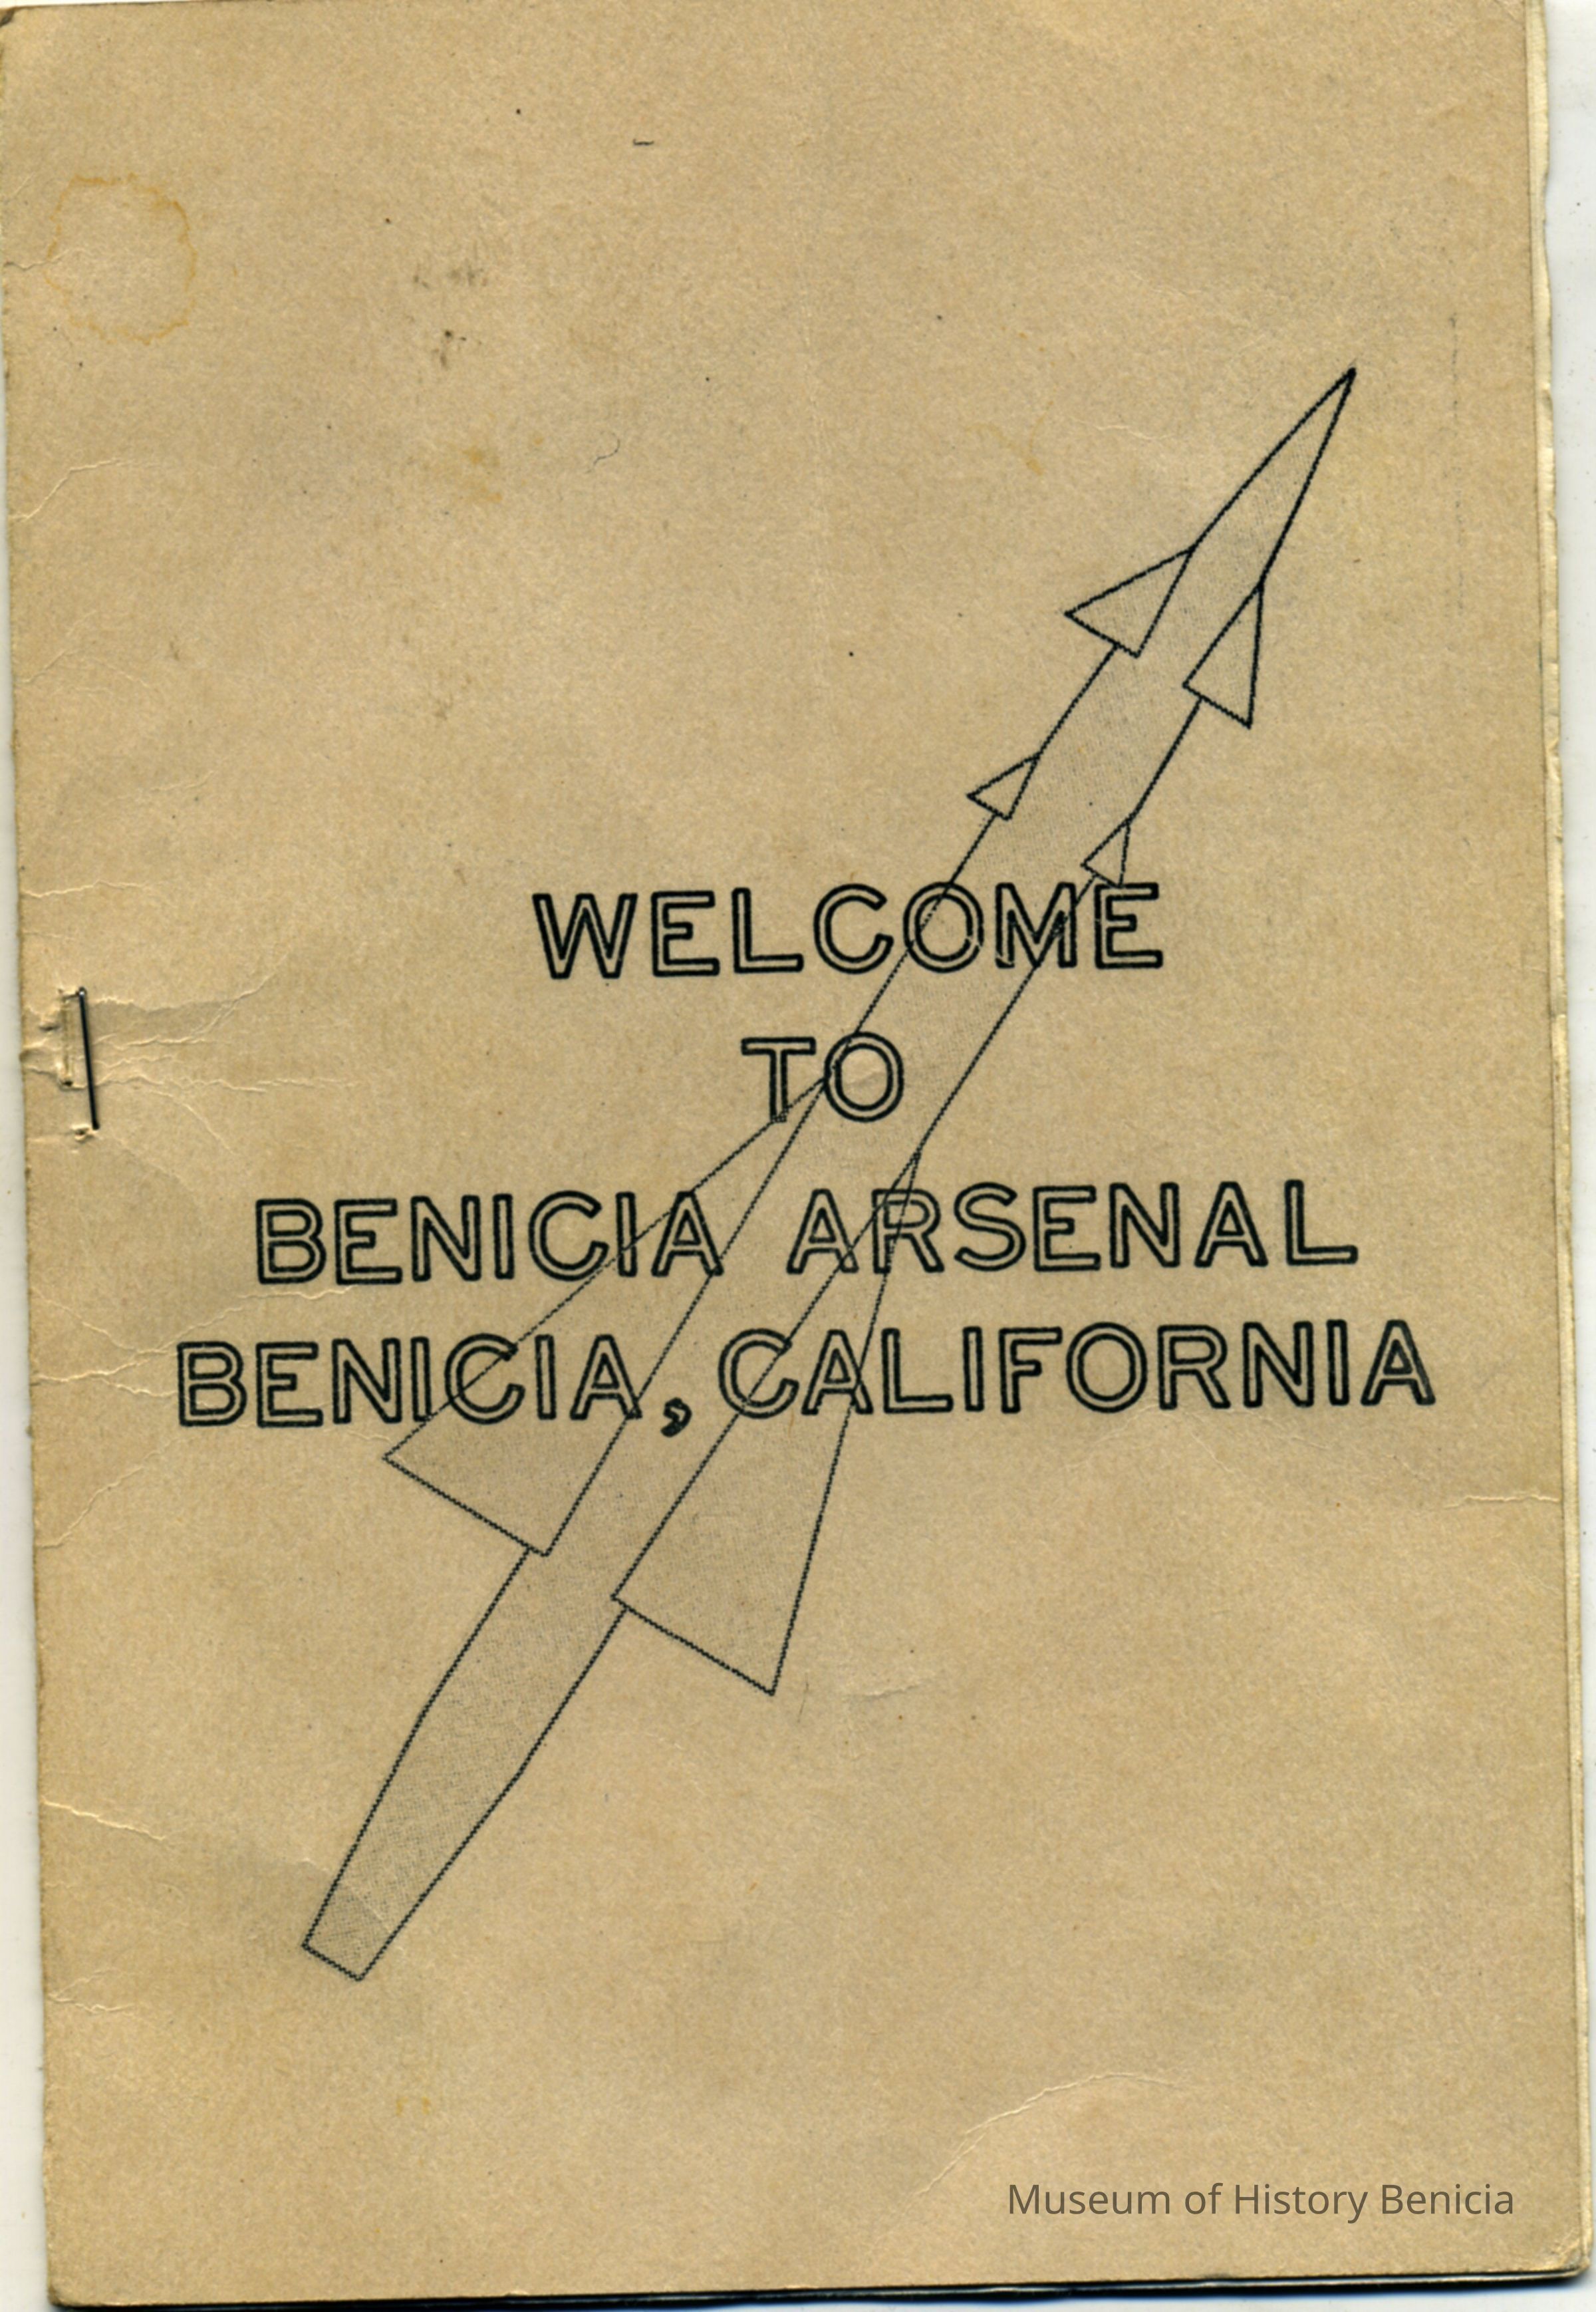 WELCOME
TO
BENICIA ARSENAL
BENICIA, CALIFORNIA
Museum of History Benicia